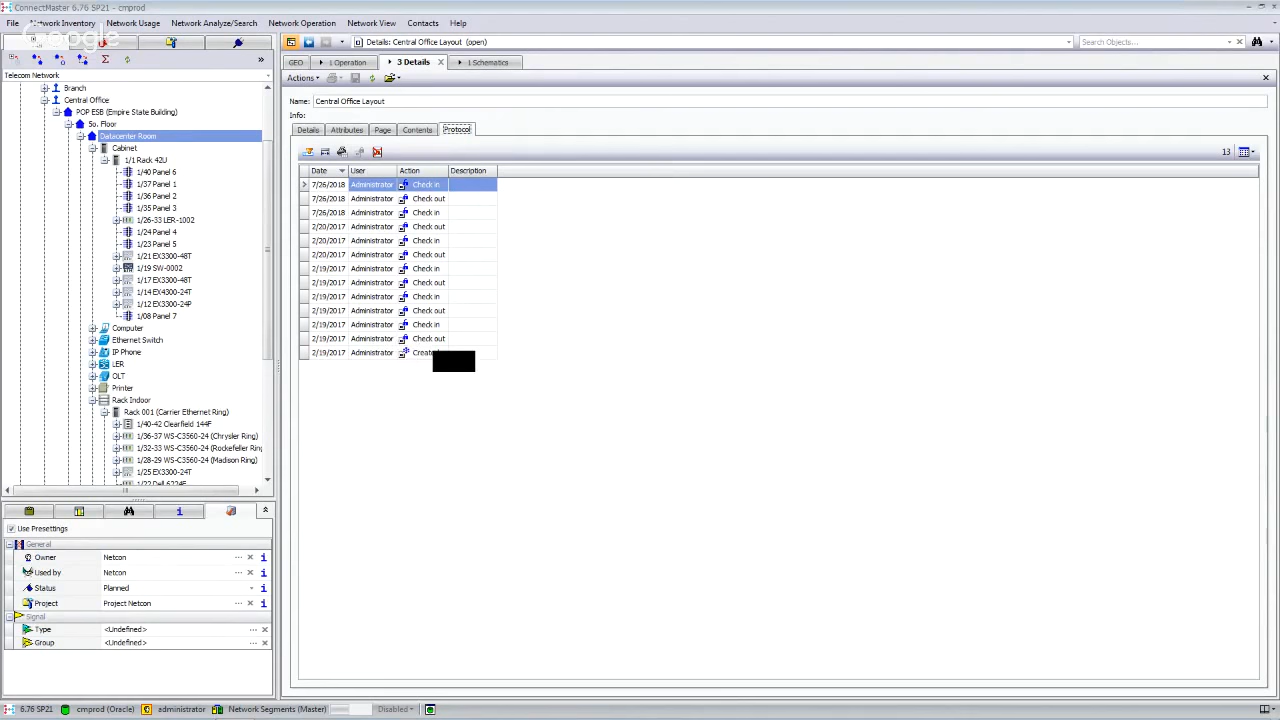 ConnectMaster 6.76 SP21 - cmprod
File Network Inventory Network Usage Network Analyze/Search Network Operation Network View Contacts Help
Google
Details: Central Office Layout (open)
Search Objects...
GEO 1 Operation 3 Details 1 Schematics
Telecom Network
Actions
Branch
Central Office
POP ESB (Empire State Building)
5o. Floor
Datacenter Room
Cabinet
1/1 Rack 42U
1/40 Panel 6
1/37 Panel 1
1/36 Panel 2
1/35 Panel 3
1/26-33 LER-1002
1/24 Panel 4
1/23 Panel 5
1/21 EX3300-48T
1/19 SW-0002
1/17 EX3300-48T
1/14 EX4300-24T
1/12 EX3300-24P
1/08 Panel 7
Computer
Ethernet Switch
IP Phone
LER
OLT
Printer
Rack Indoor
Rack 001 (Carrier Ethernet Ring)
1/40-42 Clearfield 144F
1/36-37 WS-C3560-24 (Chrysler Ring)
1/32-33 WS-C3560-24 (Rockefeller Ring
1/28-29 WS-C3560-24 (Madison Ring)
1/25 EX3300-24T
1/22 Dell 6224F
Name: Central Office Layout
Info:
Details Attributes Page Contents Protocol
13
Date User Action Description
7/26/2018 Administrator Check in
7/26/2018 Administrator Check out
7/26/2018 Administrator Check in
2/20/2017 Administrator Check out
2/20/2017 Administrator Check in
2/20/2017 Administrator Check out
2/19/2017 Administrator Check in
2/19/2017 Administrator Check out
2/19/2017 Administrator Check in
2/19/2017 Administrator Check out
2/19/2017 Administrator Check in
2/19/2017 Administrator Check out
2/19/2017 Administrator
Use Presettings
General
Owner Netcon
Used by Netcon
Status Planned
Project Project Netcon
Signal
Type <Undefined>
Group <Undefined>
6.76 SP21 cmprod (Oracle) administrator Network Segments (Master) Disabled